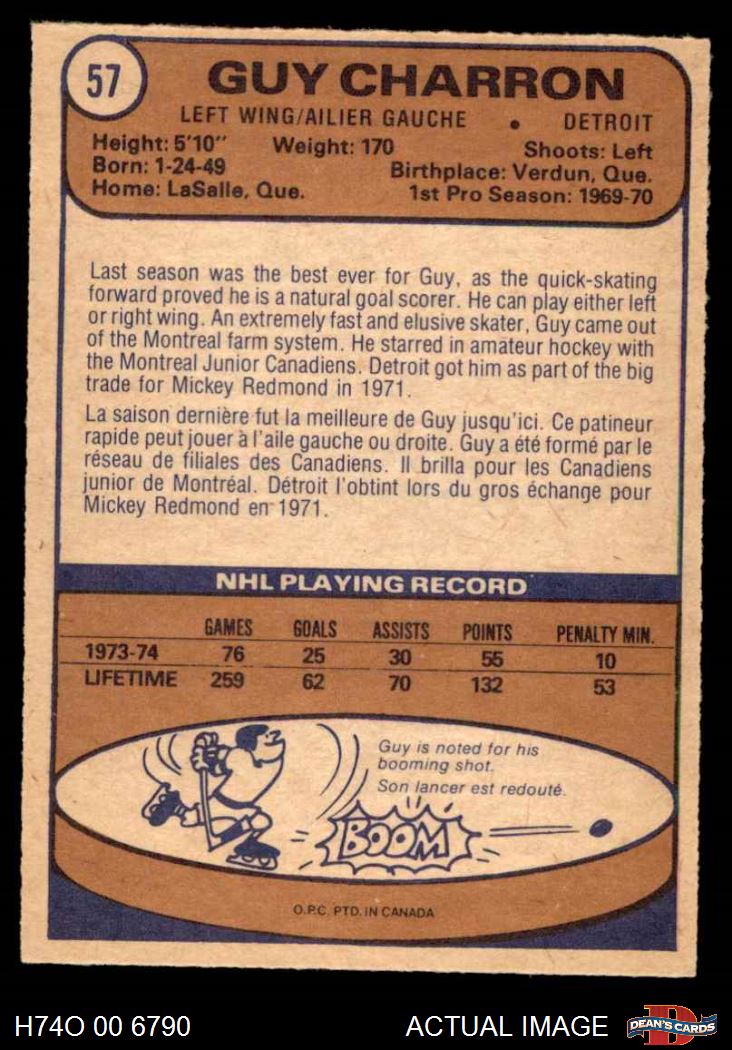 57
GUY CHARRON
LEFT WING/AILIER GAUCHE • DETROIT
Height: 5'10" Weight: 170 Shoots: Left
Born: 1-24-49 Birthplace: Verdun, Que.
Home: LaSalle, Que. 1st Pro Season: 1969-70
Last season was the best ever for Guy, as the quick-skating
forward proved he is a natural goal scorer. He can play either left
or right wing. An extremely fast and elusive skater, Guy came out
of the Montreal farm system. He starred in amateur hockey with
the Montreal Junior Canadiens. Detroit got him as part of the big
trade for Mickey Redmond in 1971.
La saison dernière fut la meilleure de Guy jusqu'ici. Ce patineur
rapide peut jouer à l'aile gauche ou droite. Guy a été formé par le
réseau de filiales des Canadiens. Il brilla pour les Canadiens
junior de Montréal. Détroit l'obtint lors du gros échange pour
Mickey Redmond en 1971.
NHL PLAYING RECORD
GAMES GOALS ASSISTS POINTS PENALTY MIN.
1973-74 76 25 30 55 10
LIFETIME 259 62 70 132 53
Guy is noted for his
booming shot.
Son lancer est redouté.
BOOM
O.P.C. PTD. IN CANADA
H74O 00 6790 ACTUAL IMAGE DEAN'S CARDS